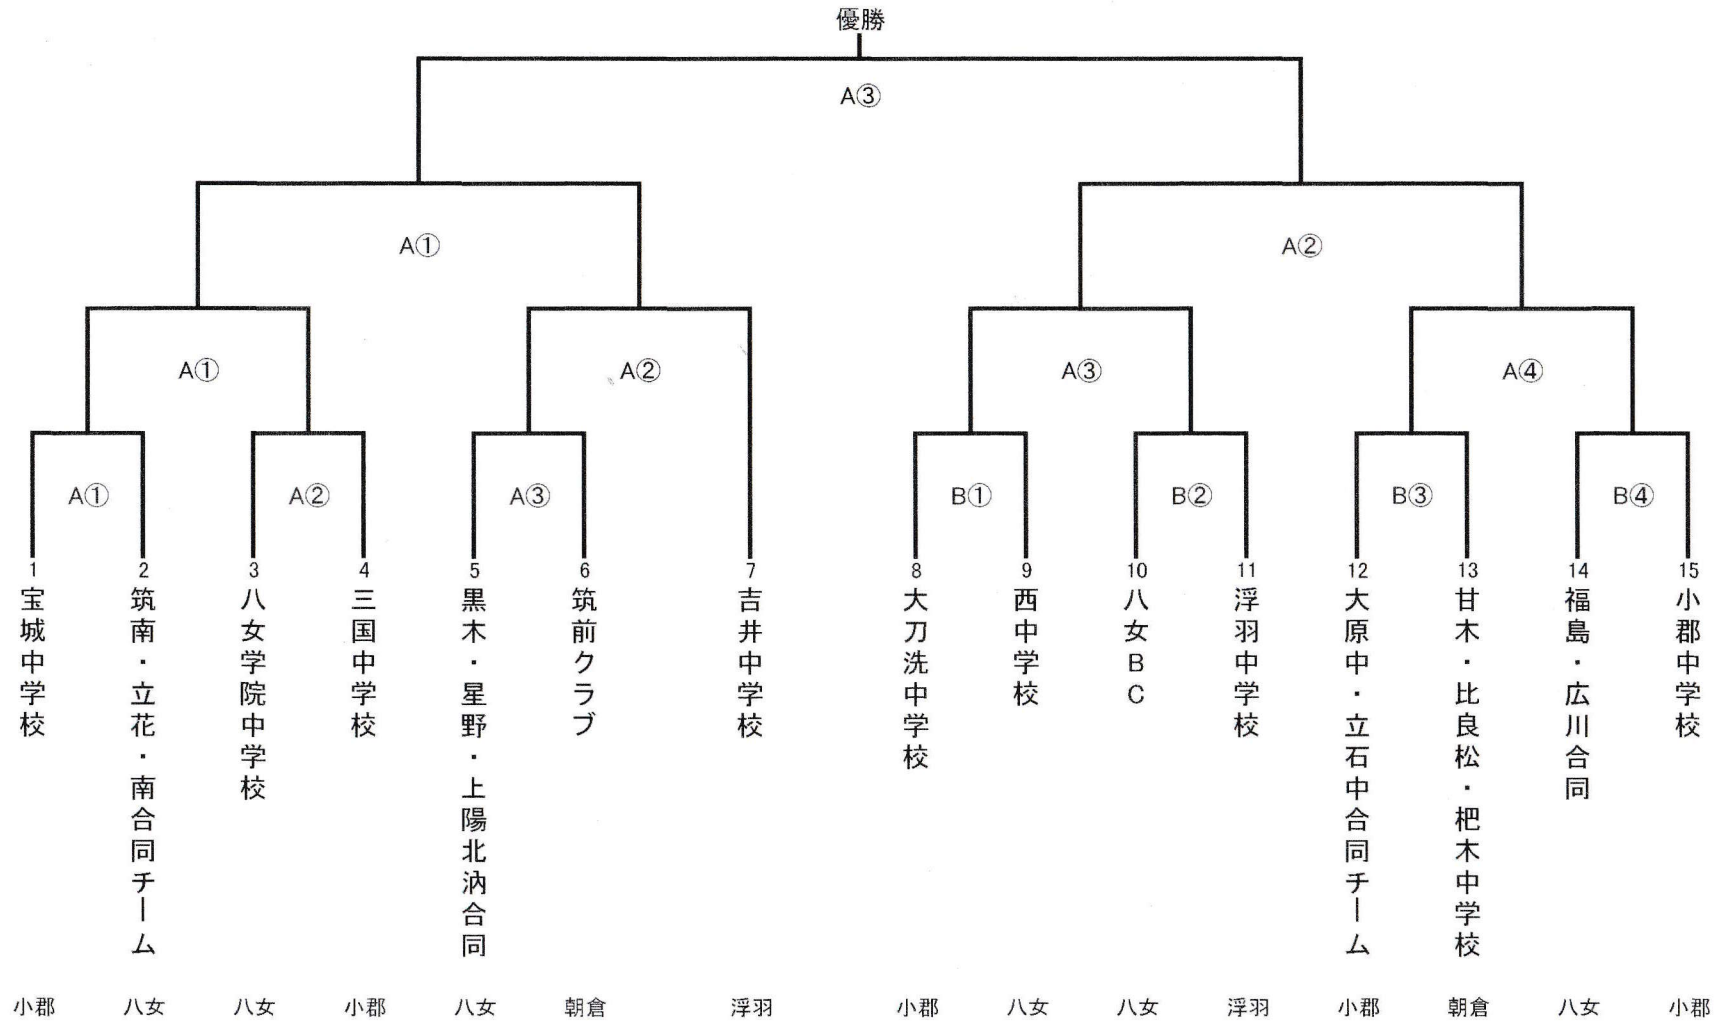 優勝
A③
A①
A②
A①
A②
A③
A④
A①
A②
A③
B①
B②
B③
B④
1
2
3
4
5
6
7
8
9
10
11
12
13
14
15
宝城中学校
筑南・立花・南合同チーム
八女学院中学校
三国中学校
黒木・星野・上陽北汭合同
筑前クラブ
吉井中学校
大刀洗中学校
西中学校
八女BC
浮羽中学校
大原中・立石中合同チーム
甘木・比良松・杷木中学校
福島・広川合同
小郡中学校
小郡
八女
八女
小郡
八女
朝倉
浮羽
小郡
八女
八女
浮羽
小郡
朝倉
八女
小郡